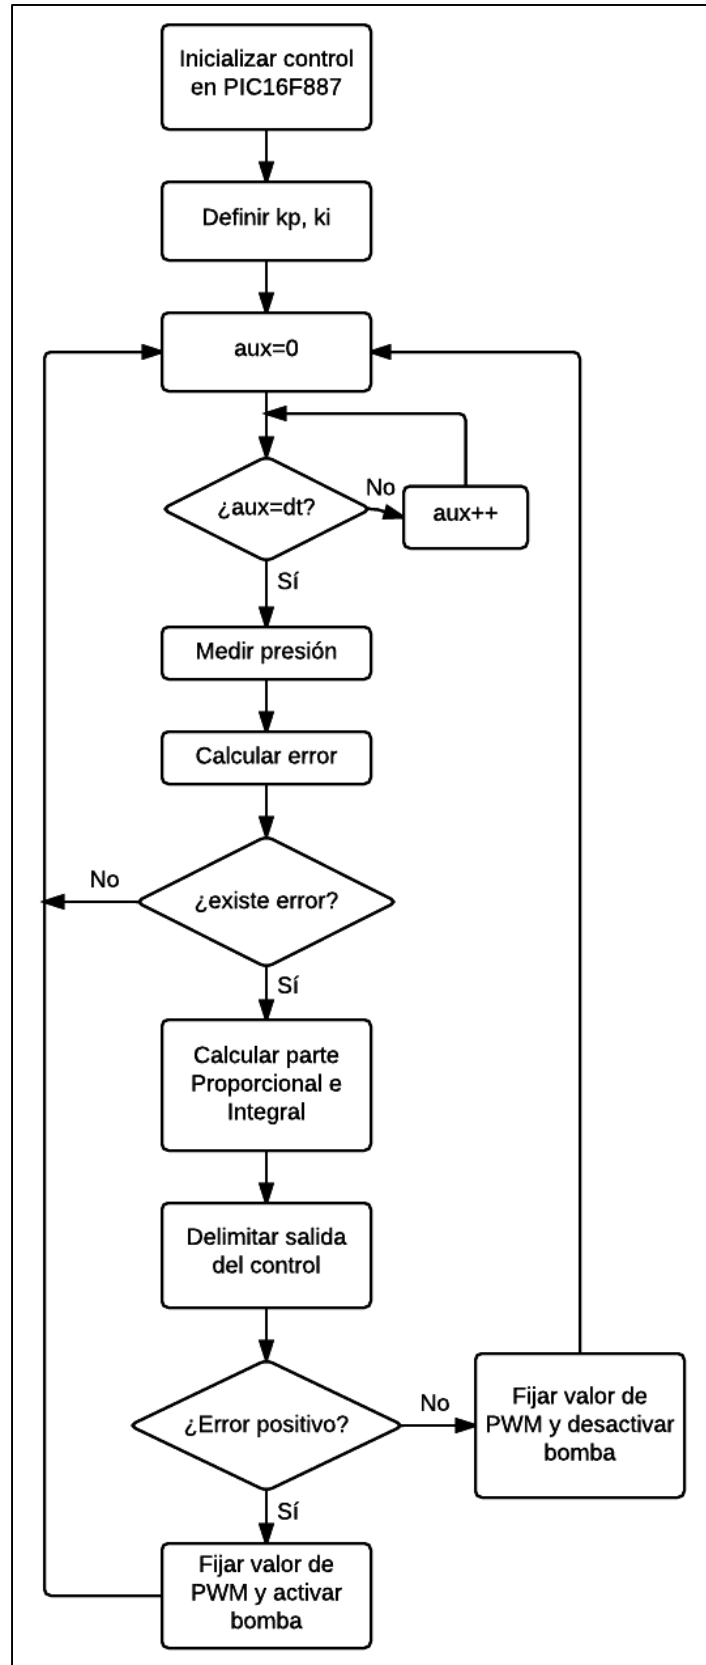 Inicializar control
en PIC16F887
Definir kp, ki
aux=0
¿aux=dt?
No
aux++
Sí
Medir presión
Calcular error
¿existe error?
No
Sí
Calcular parte
Proporcional e
Integral
Delimitar salida
del control
¿Error positivo?
No
Fijar valor de
PWM y desactivar
bomba
Sí
Fijar valor de
PWM y activar
bomba